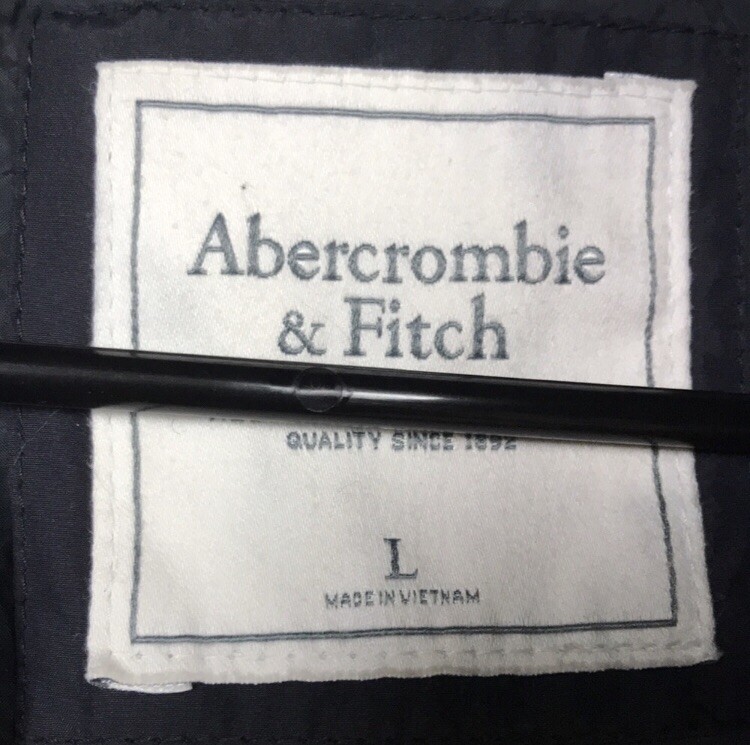 Abercrombie
& Fitch
QUALITY SINCE 1892
L
MADE IN VIETNAM